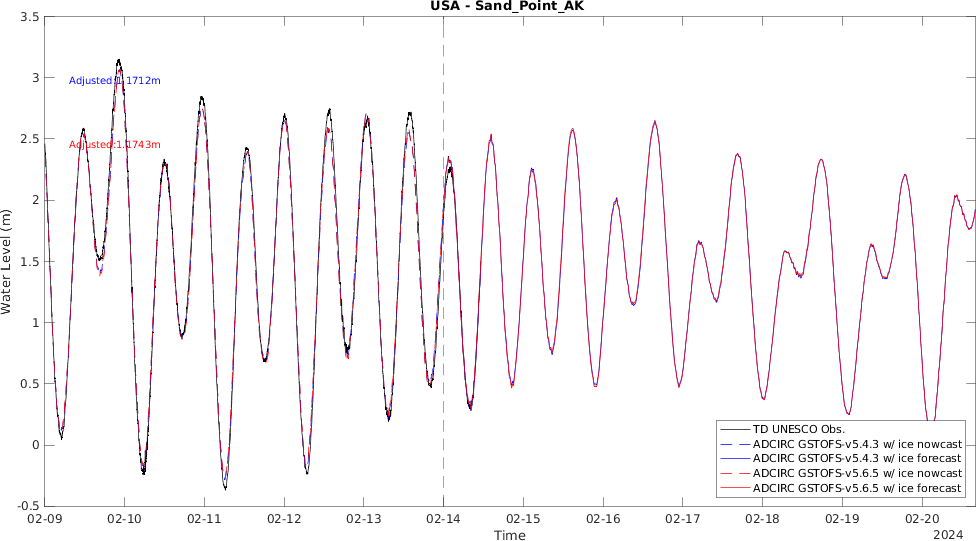 USA - Sand_Point_AK
3.5
3
2.5
2
1.5
1
0.5
0
-0.5
Water Level (m)
Adjusted:1.1712m
Adjusted:1.1743m
TD UNESCO Obs.
ADCIRC GSTOFS-v5.4.3 w/ ice nowcast
ADCIRC GSTOFS-v5.4.3 w/ ice forecast
ADCIRC GSTOFS-v5.6.5 w/ ice nowcast
ADCIRC GSTOFS-v5.6.5 w/ ice forecast
02-09 02-10 02-11 02-12 02-13 02-14 02-15 02-16 02-17 02-18 02-19 02-20
Time
2024